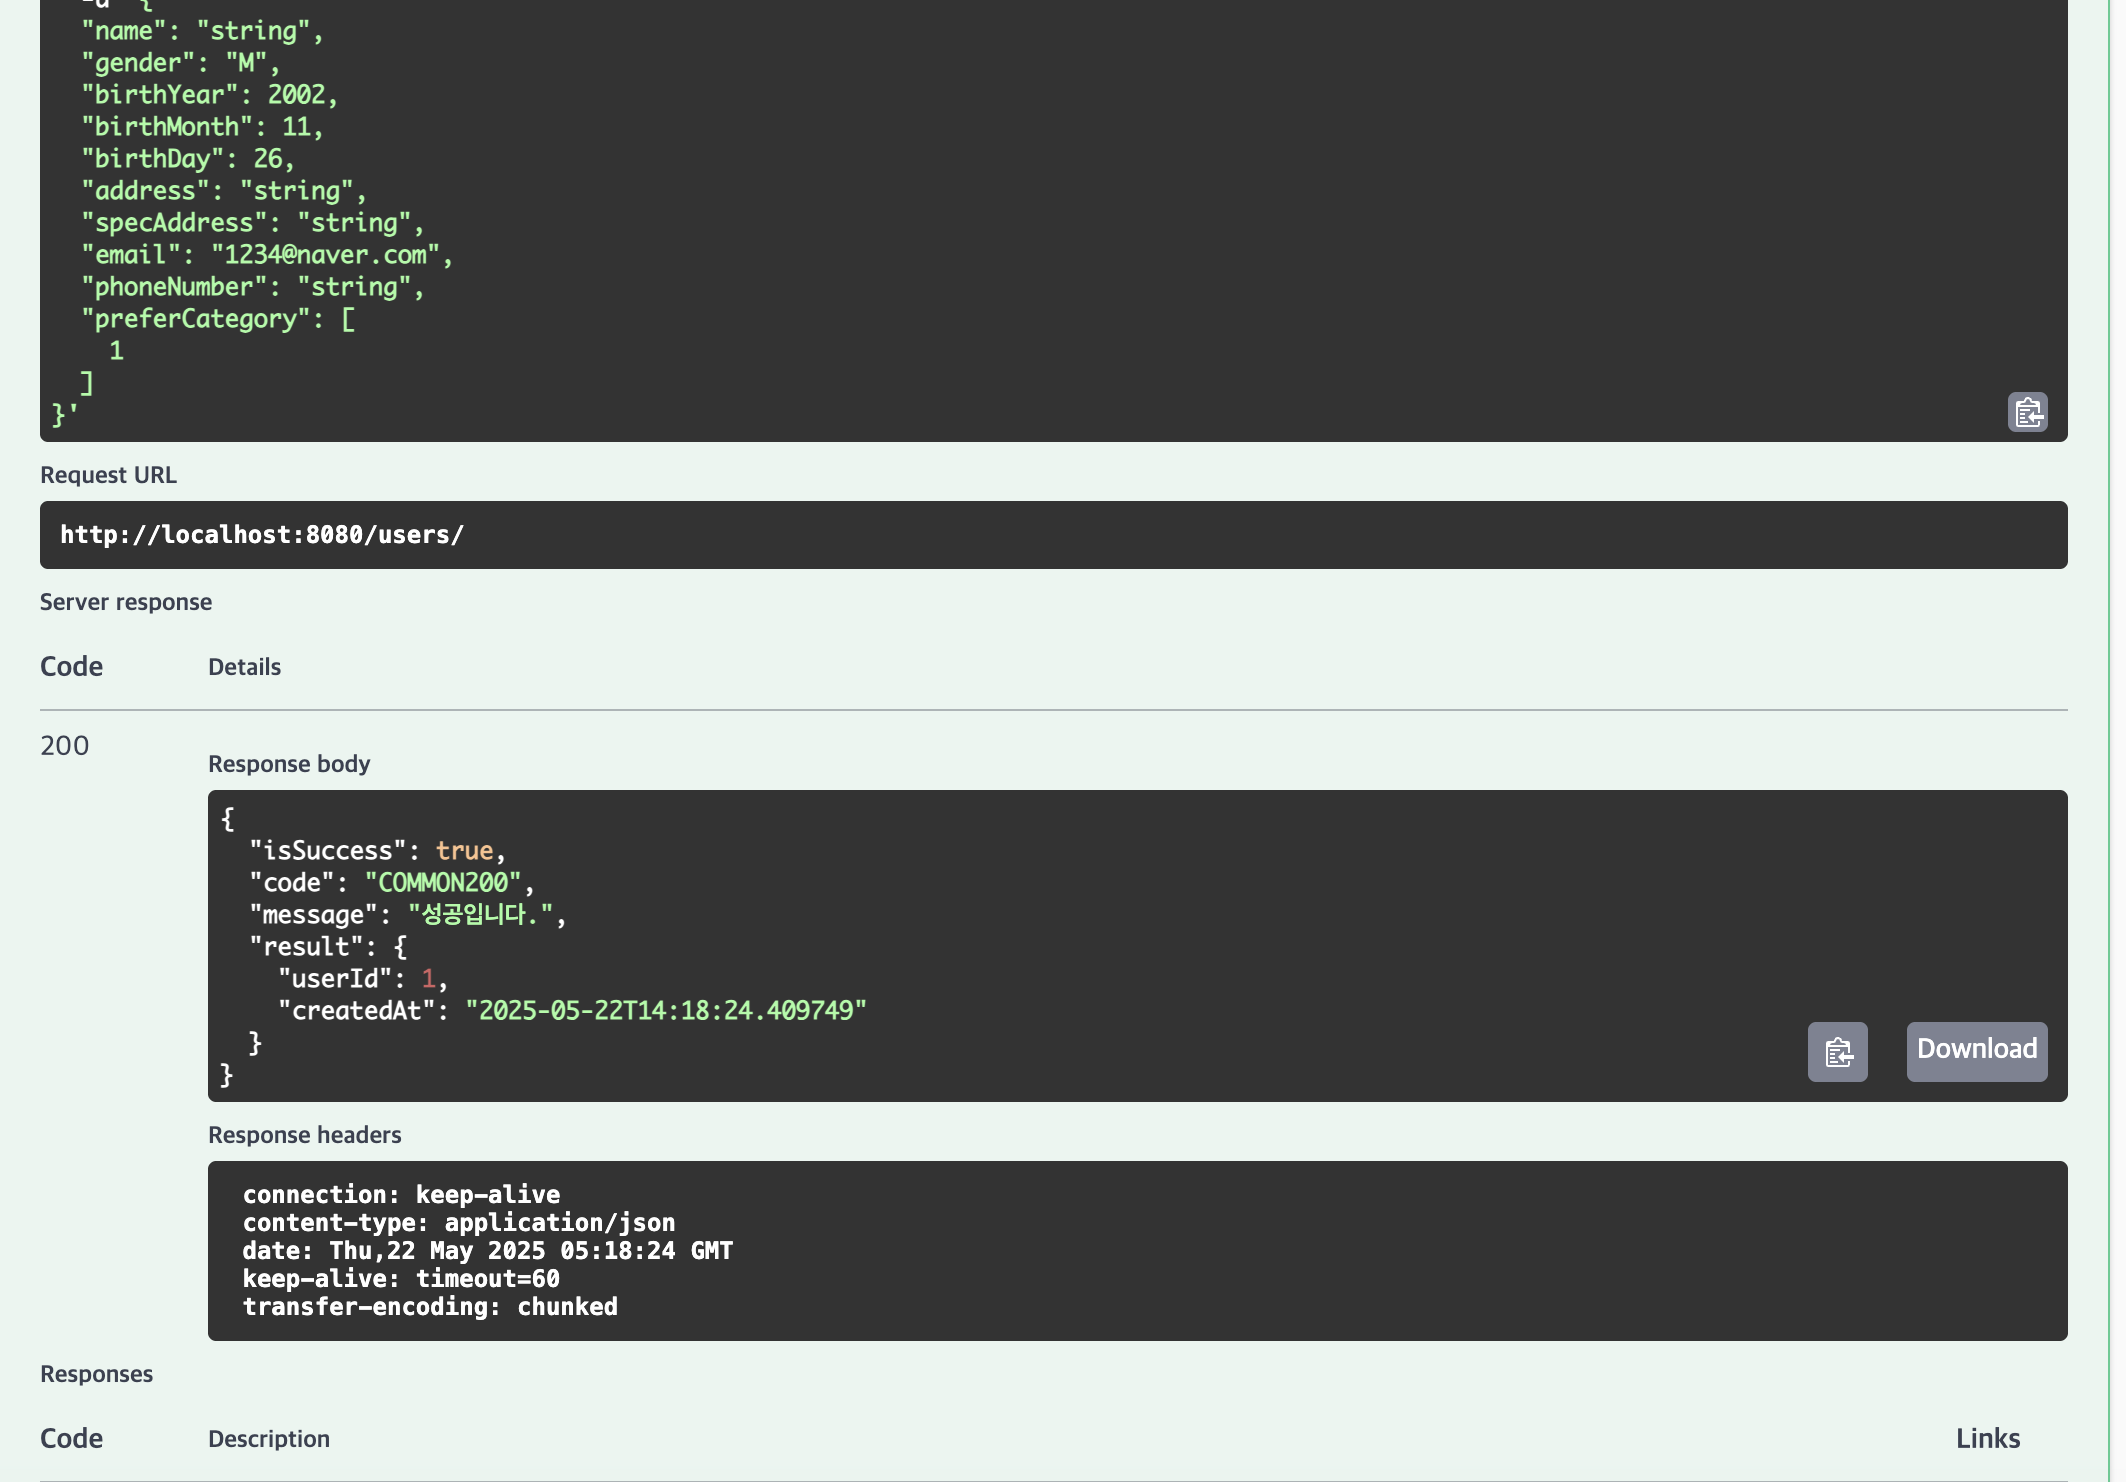 -d '{
"name": "string",
"gender": "M",
"birthYear": 2002,
"birthMonth": 11,
"birthDay": 26,
"address": "string",
"specAddress": "string",
"email": "1234@naver.com",
"phoneNumber": "string",
"preferCategory": [
1
]
}'
Request URL
http://localhost:8080/users/
Server response
Code Details
200
Response body
{
"isSuccess": true,
"code": "COMMON200",
"message": "성공입니다.",
"result": {
"userId": 1,
"createdAt": "2025-05-22T14:18:24.409749"
}
}
Download
Response headers
connection: keep-alive
content-type: application/json
date: Thu,22 May 2025 05:18:24 GMT
keep-alive: timeout=60
transfer-encoding: chunked
Responses
Code Description Links